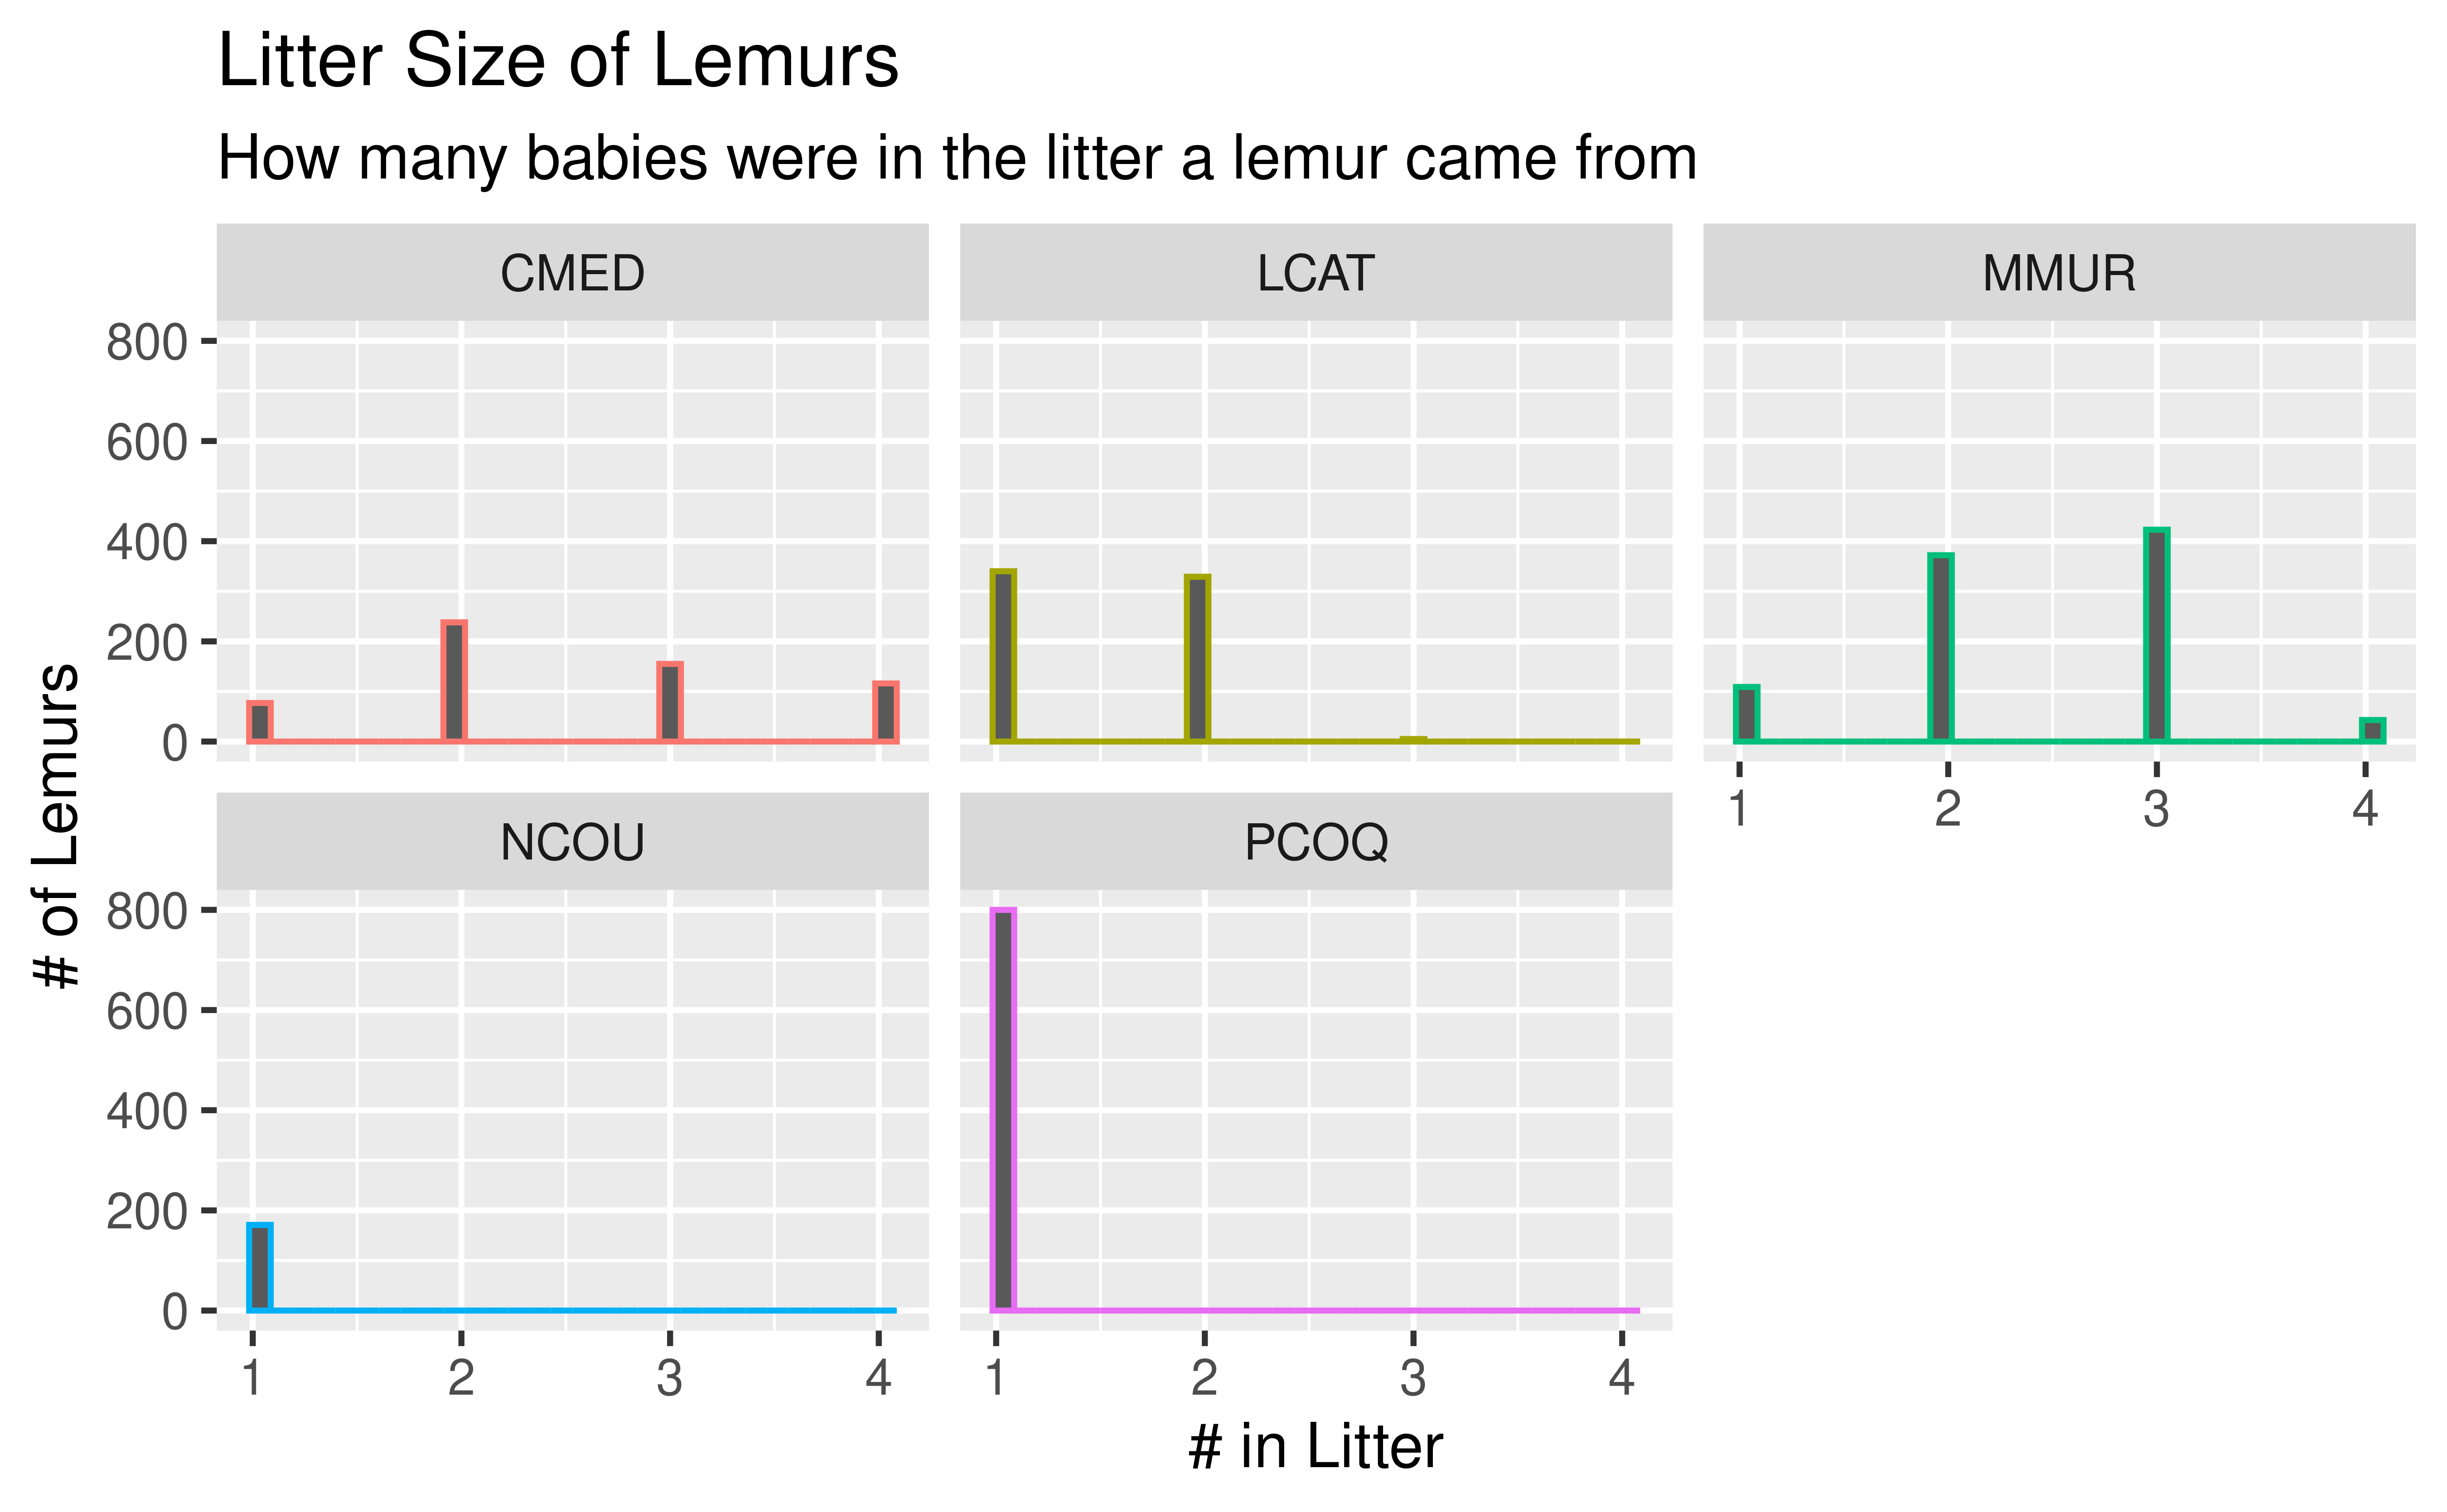 Litter Size of Lemurs
How many babies were in the litter a lemur came from
CMED
LCAT
MMUR
800
600
400
200
0
1 2 3 4
NCOU
PCOQ
800
600
400
200
0
1 2 3 4
1 2 3 4
# in Litter
# of Lemurs